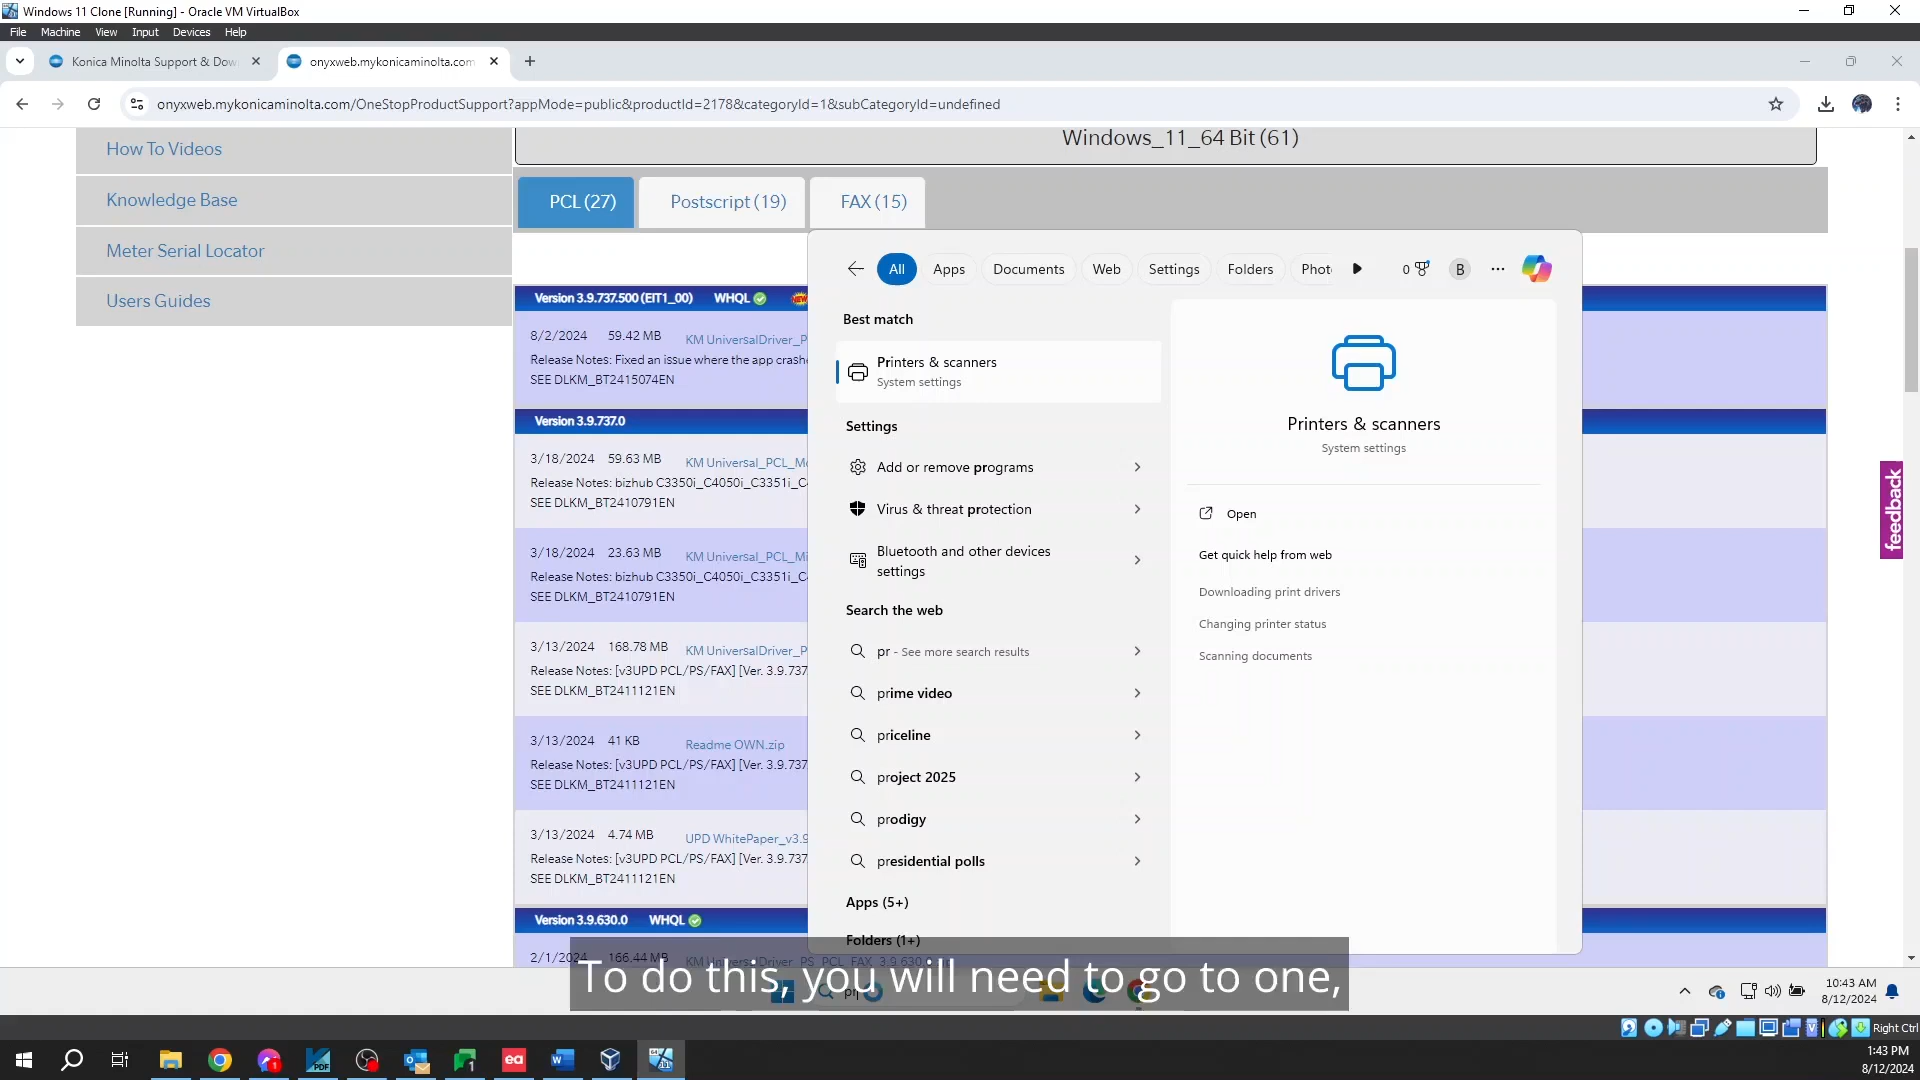 Windows 11 Clone [Running] - Oracle VM VirtualBox
File Machine View Input Devices Help
Konica Minolta Support & Dow
onyxweb.mykonicaminolta.com
onyxweb.mykonicaminolta.com/OneStopProductSupport?appMode=public&productId=2178&categoryId=1&subCategoryId=undefined
How To Videos
Knowledge Base
Meter Serial Locator
Users Guides
Windows_11_64 Bit (61)
PCL (27) Postscript (19) FAX (15)
Version 3.9.737.500 (EIT1_00) WHQL NEW
8/2/2024 59.42 MB KM UniversalDriver_P
Release Notes: Fixed an issue where the app crash
SEE DLKM_BT2415074EN
Version 3.9.737.0
3/18/2024 59.63 MB KM Universal_PCL_Mo
Release Notes: bizhub C3350i_C4050i_C3351i_C
SEE DLKM_BT2410791EN
3/18/2024 23.63 MB KM Universal_PCL_Mi
Release Notes: bizhub C3350i_C4050i_C3351i_C
SEE DLKM_BT2410791EN
3/13/2024 168.78 MB KM UniversalDriver_P
Release Notes: [v3UPD PCL/PS/FAX] [Ver. 3.9.737
SEE DLKM_BT2411121EN
3/13/2024 41 KB Readme OWN.zip
Release Notes: [v3UPD PCL/PS/FAX] [Ver. 3.9.737
SEE DLKM_BT2411121EN
3/13/2024 4.74 MB UPD WhitePaper_v3.9
Release Notes: [v3UPD PCL/PS/FAX] [Ver. 3.9.737
SEE DLKM_BT2411121EN
Version 3.9.630.0 WHQL
2/1/2024 166.44 MB KM UniversalDriver_PS_PCL_FAX_3.9.630.0
All Apps Documents Web Settings Folders Phot 0 B
Best match
Printers & scanners
System settings
Settings
Add or remove programs
Virus & threat protection
Bluetooth and other devices
settings
Search the web
pr - See more search results
prime video
priceline
project 2025
prodigy
presidential polls
Apps (5+)
Folders (1+)
Printers & scanners
System settings
Open
Get quick help from web
Downloading print drivers
Changing printer status
Scanning documents
feedback
To do this, you will need to go to one,
10:43 AM
8/12/2024
Right Ctrl
1:43 PM
8/12/2024